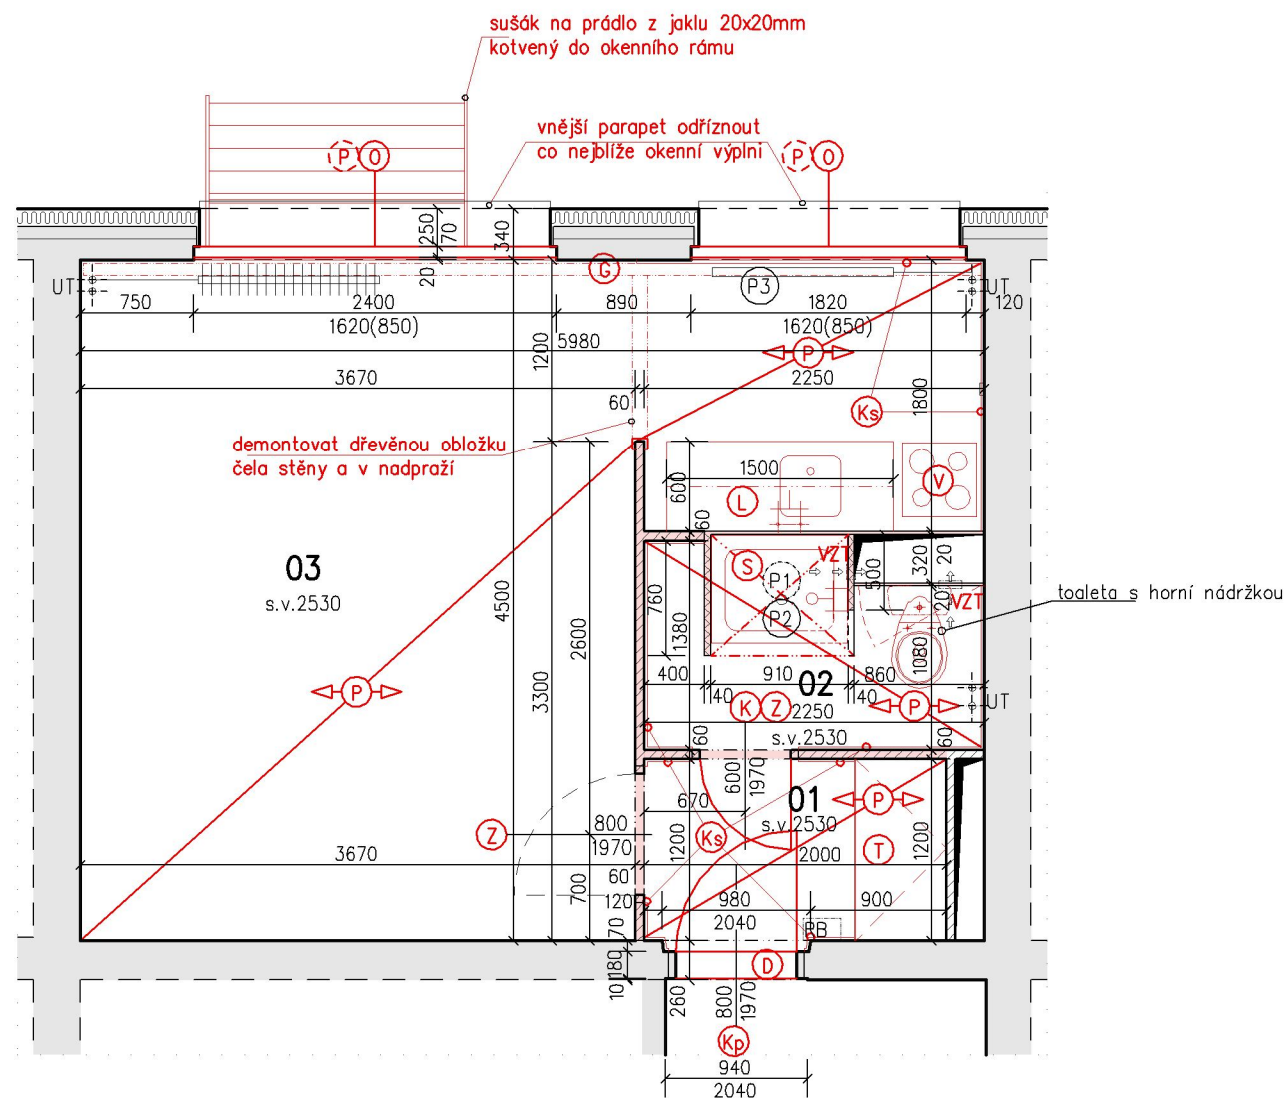 sušák na prádlo z jaklu 20x20mm
kotvený do okenního rámu
vnější parapet odříznout
co nejblíže okenní výplni
P O
P O
250
70
340
20
G
UT
P3
UT
750
2400
890
1820
120
1620(850)
1620(850)
5980
1200
P
3670
2250
60
1800
Ks
demontovat dřevěnou obložku
čela stěny a v nadpraží
1500
600
L
V
60
03
s.v.2530
4500
2600
3300
760
1380
S
P1
P2
VZT
500
320
20
20
VZT
toaleta s horní nádržkou
1080
400
910
860
40
02
40
P
K Z
2250
UT
s.v.2530
60
60
P
600
1970
670
01
s.v.2530
P
Z
800
1970
1200
Ks
T
1200
3670
2000
60
700
120
980
900
2040
RB
70
180
10
260
D
800
1970
Kp
940
2040